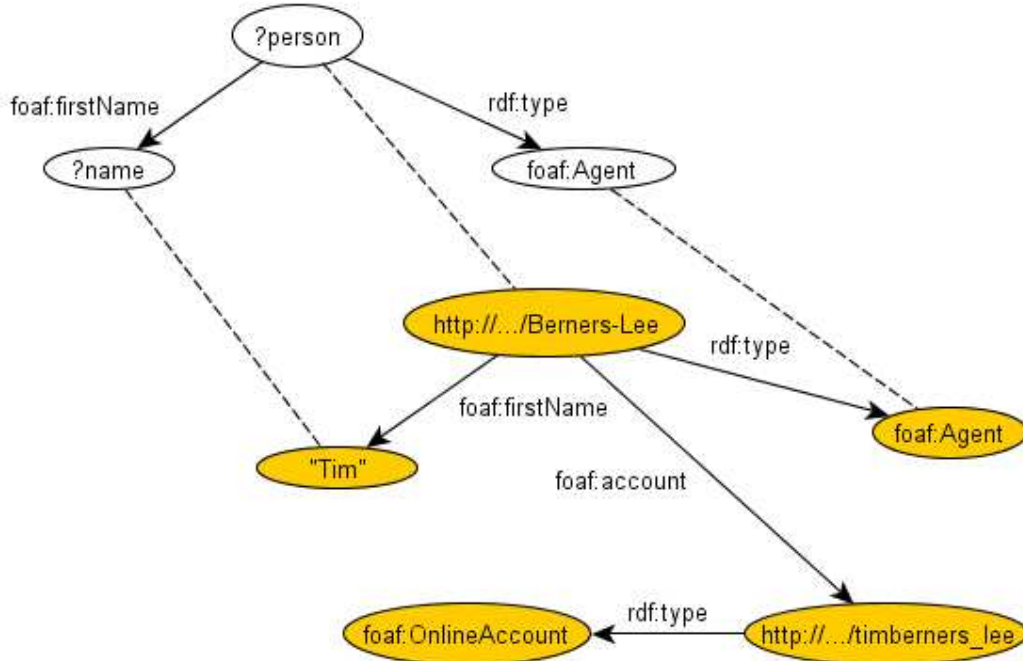 ?person
foaf:firstName
rdf:type
?name
foaf:Agent
http://.../Berners-Lee
rdf:type
foaf:firstName
foaf:Agent
"Tim"
foaf:account
rdf:type
foaf:OnlineAccount
http://.../timberners_lee